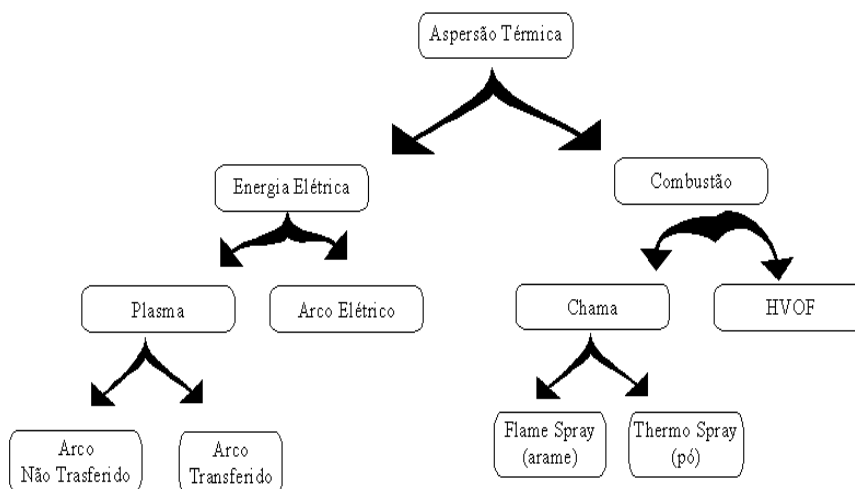 Aspersão Térmica
Energia Elétrica
Combustão
Plasma
Arco Elétrico
Chama
HVOF
Arco
Não Trasferido
Arco
Transferido
Flame Spray
(arame)
Thermo Spray
(pó)